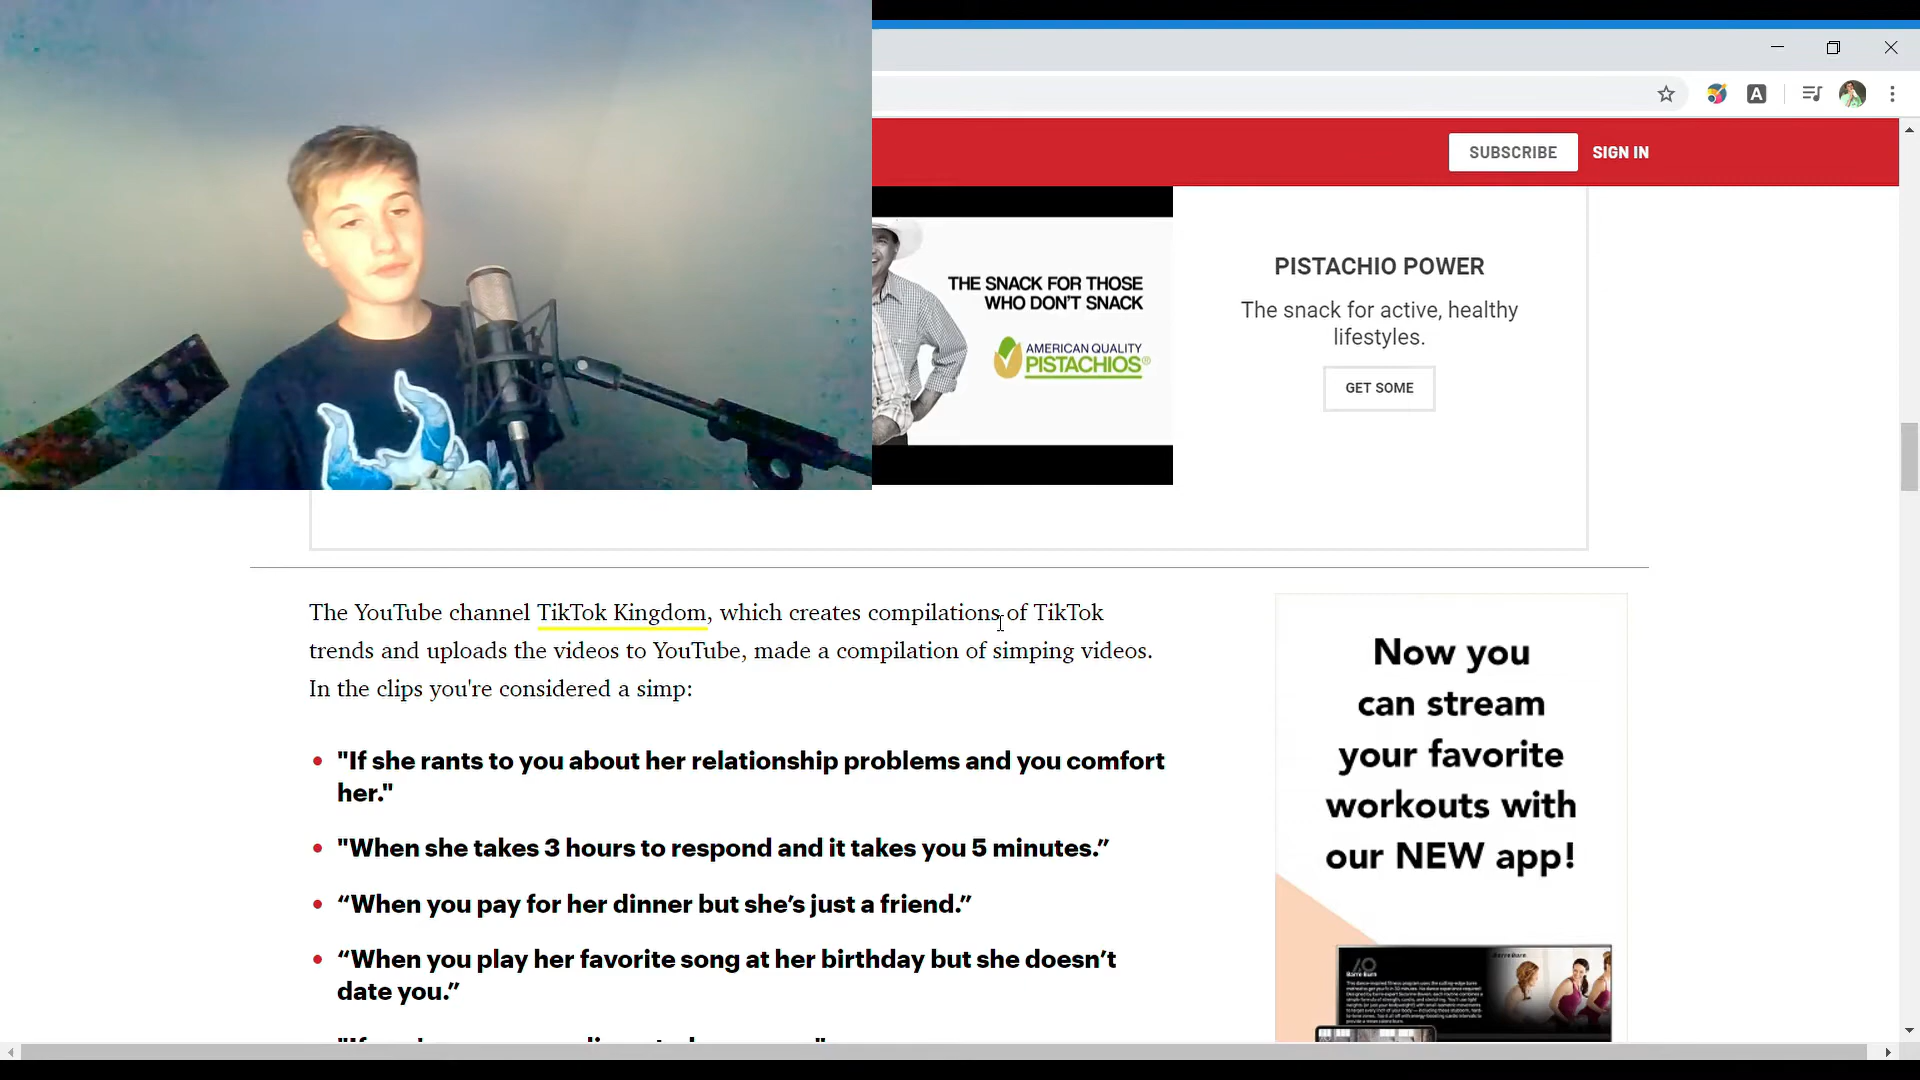 SUBSCRIBE
SIGN IN
THE SNACK FOR THOSE
WHO DON'T SNACK
AMERICAN QUALITY
PISTACHIOS®
PISTACHIO POWER
The snack for active, healthy
lifestyles.
GET SOME
The YouTube channel TikTok Kingdom, which creates compilations of TikTok
trends and uploads the videos to YouTube, made a compilation of simping videos.
In the clips you're considered a simp:
"If she rants to you about her relationship problems and you comfort
her."
"When she takes 3 hours to respond and it takes you 5 minutes.”
“When you pay for her dinner but she’s just a friend.”
“When you play her favorite song at her birthday but she doesn’t
date you.”
Now you
can stream
your favorite
workouts with
our NEW app!
Barre Burn